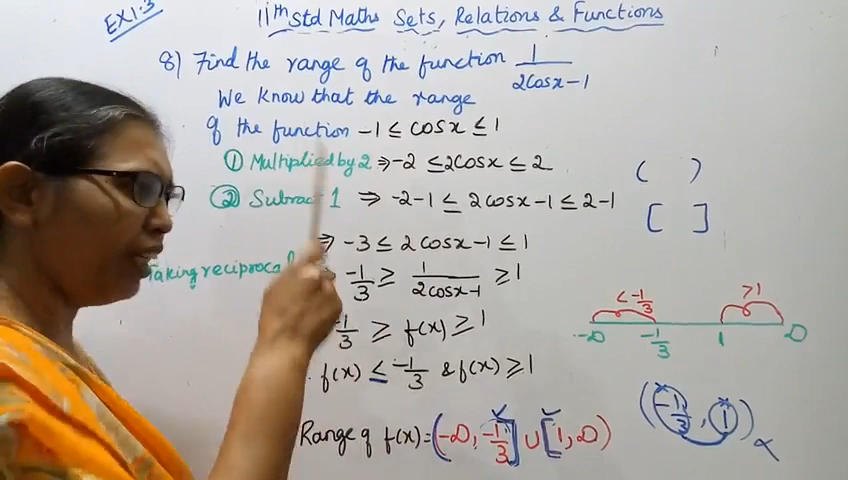 EX1.3
11th Std Maths Sets, Relations & Functions
8) Find the range of the function 1/(2cosx-1)
We know that the range
of the function -1 ≤ cosx ≤ 1
① Multiplied by 2 ⇒ -2 ≤ 2cosx ≤ 2
② Subract 1 ⇒ -2-1 ≤ 2cosx-1 ≤ 2-1
⇒ -3 ≤ 2cosx-1 ≤ 1
Taking reciprocal -1/3 ≥ 1/(2cosx-1) ≥ 1
-1/3 ≥ f(x) ≥ 1
f(x) ≤ -1/3 & f(x) ≥ 1
Range of f(x) = (-∞, -1/3] ∪ [1, ∞)
( )
[ ]
< -1/3 >1
-∞ -1/3 1 ∞
(-1/3, 1)